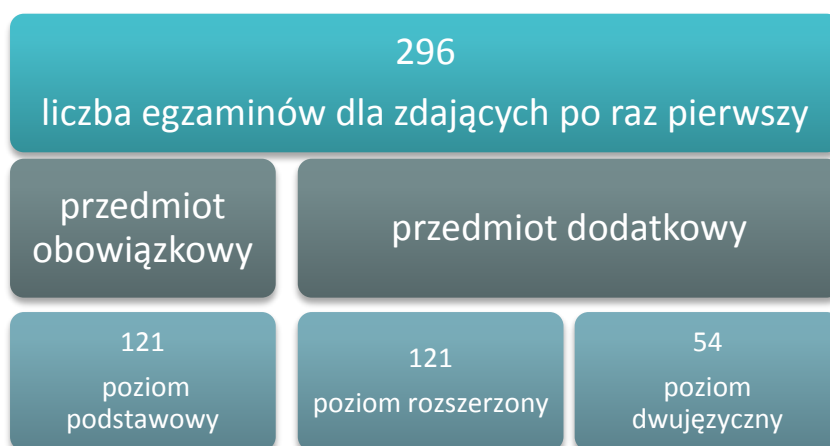 296
liczba egzaminów dla zdających po raz pierwszy
przedmiot
obowiązkowy
przedmiot dodatkowy
121
poziom
podstawowy
121
poziom rozszerzony
54
poziom
dwujęzyczny